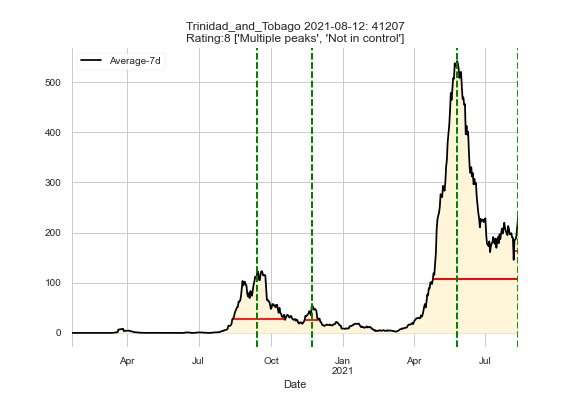 Trinidad_and_Tobago 2021-08-12: 41207
Rating:8 ['Multiple peaks', 'Not in control']
Average-7d
500
400
300
200
100
0
Apr Jul Oct Jan Apr Jul
2021
Date